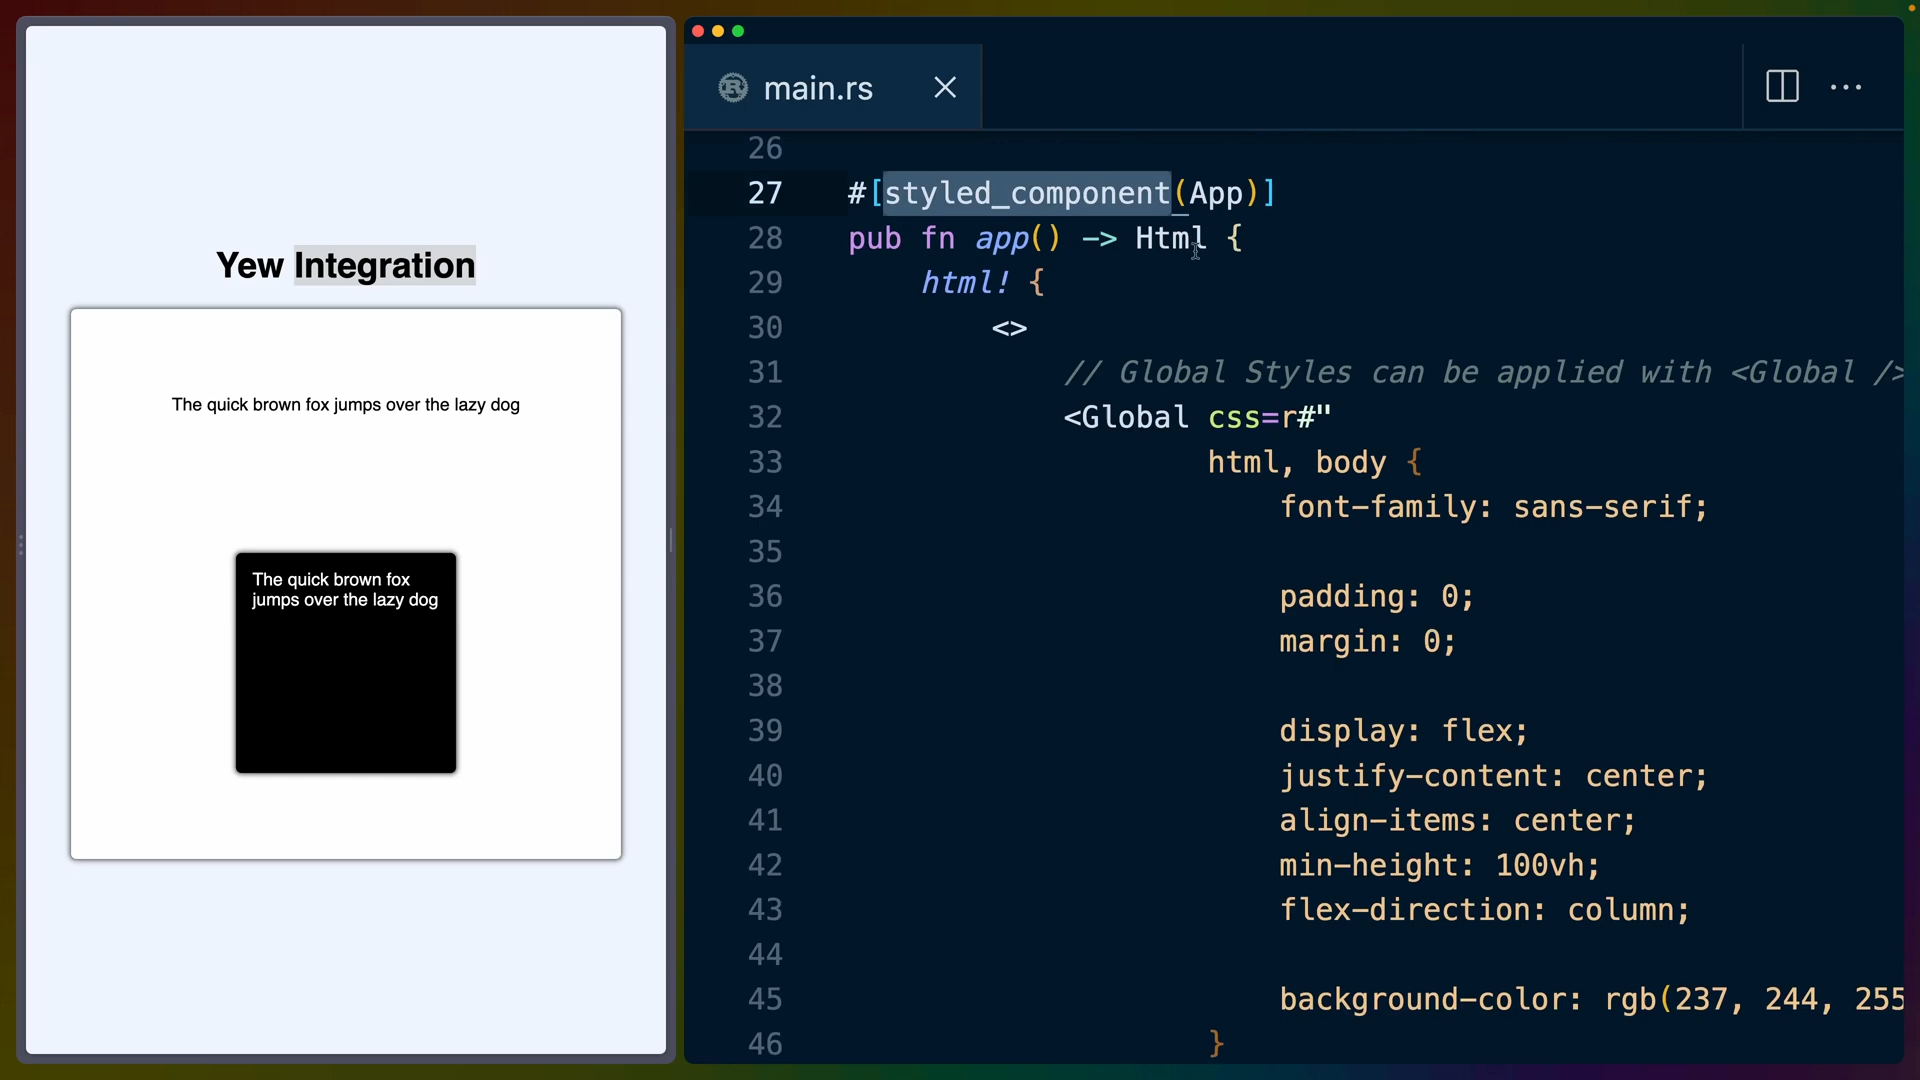 Yew Integration
The quick brown fox jumps over the lazy dog
The quick brown fox
jumps over the lazy dog
main.rs
26
27 #[styled_component(App)]
28 pub fn app() -> Html {
29 html! {
30 <>
31 // Global Styles can be applied with <Global />
32 <Global css=r#"
33 html, body {
34 font-family: sans-serif;
35
36 padding: 0;
37 margin: 0;
38
39 display: flex;
40 justify-content: center;
41 align-items: center;
42 min-height: 100vh;
43 flex-direction: column;
44
45 background-color: rgb(237, 244, 255
46 }